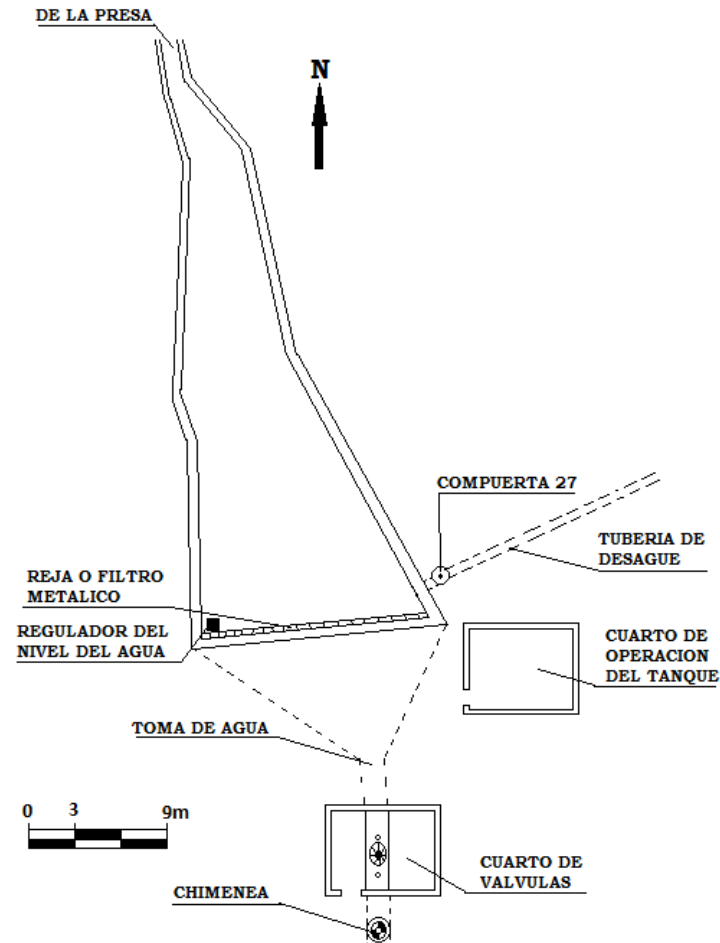 DE LA PRESA
N
COMPUERTA 27
TUBERIA DE
DESAGUE
REJA O FILTRO
METALICO
REGULADOR DEL
NIVEL DEL AGUA
CUARTO DE
OPERACION
DEL TANQUE
TOMA DE AGUA
0 3 9m
CUARTO DE
VALVULAS
CHIMENEA